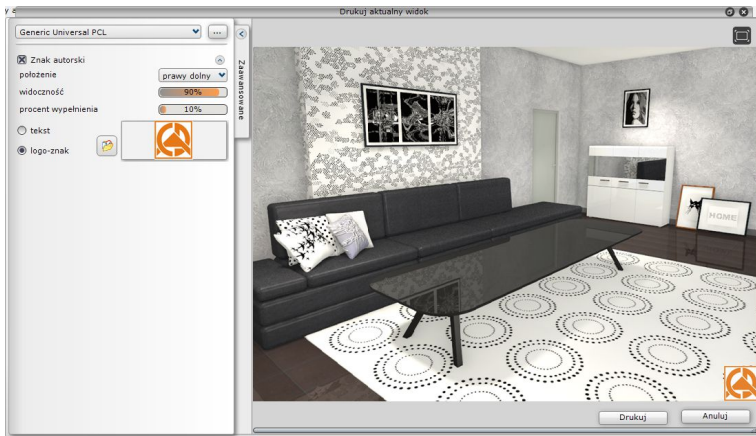 Drukuj aktualny widok
Generic Universal PCL
...
Znak autorski
położenie
prawy dolny
widoczność
90%
procent wypełnienia
10%
tekst
logo-znak
Zaawansowane
HOME
Drukuj
Anuluj